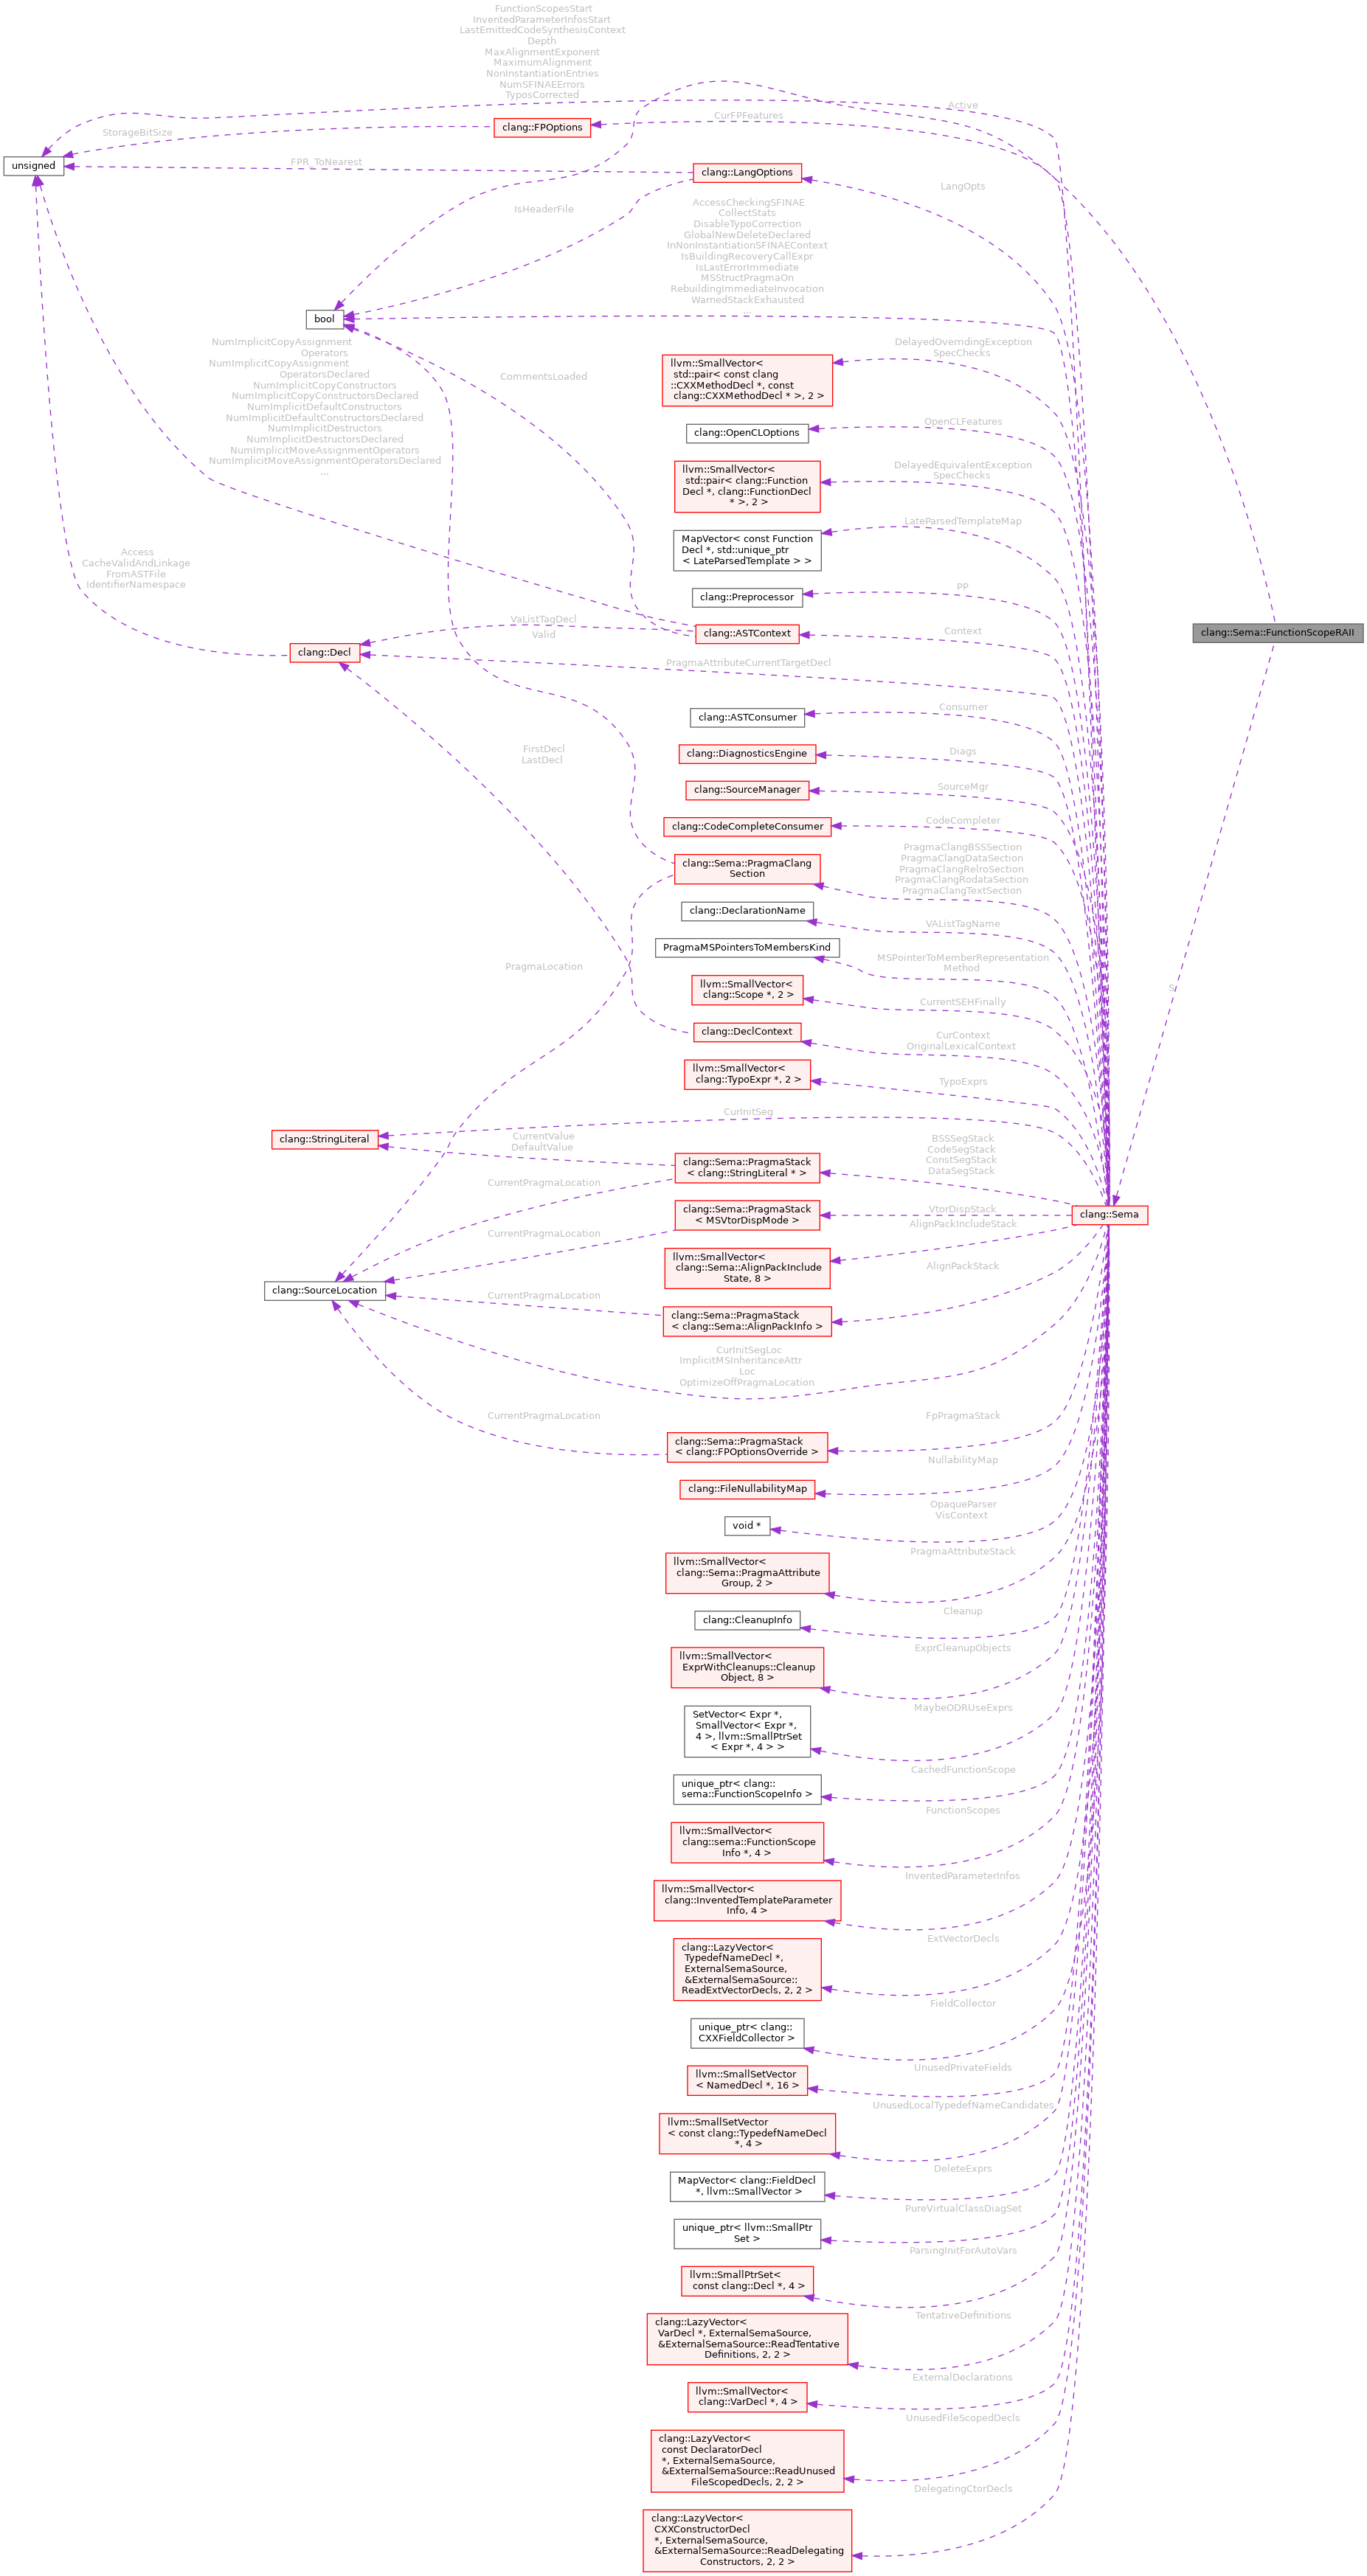 FunctionScopesStart
InventedParameterInfosStart
LastEmittedCodeSynthesisContext
Depth
MaxAlignmentExponent
MaximumAlignment
NonInstantiationEntries
NumSFINAEErrors
TyposCorrected
Active
CurFPFeatures
clang::FPOptions
StorageBitSize
unsigned
FPR_ToNearest
clang::LangOptions
LangOpts
IsHeaderFile
AccessCheckingSFINAE
CollectStats
DisableTypoCorrection
GlobalNewDeleteDeclared
InNonInstantiationSFINAEContext
IsBuildingRecoveryCallExpr
IsLastErrorImmediate
MSStructPragmaOn
RebuildingImmediateInvocation
WarnedStackExhausted
...
bool
NumImplicitCopyAssignment
Operators
NumImplicitCopyAssignment
OperatorsDeclared
NumImplicitCopyConstructors
NumImplicitCopyConstructorsDeclared
NumImplicitDefaultConstructors
NumImplicitDefaultConstructorsDeclared
NumImplicitDestructors
NumImplicitDestructorsDeclared
NumImplicitMoveAssignmentOperators
NumImplicitMoveAssignmentOperatorsDeclared
...
CommentsLoaded
DelayedOverridingException
SpecChecks
llvm::SmallVector<
std::pair< const clang
::CXXMethodDecl *, const
clang::CXXMethodDecl * >, 2 >
OpenCLFeatures
clang::OpenCLOptions
DelayedEquivalentException
SpecChecks
llvm::SmallVector<
std::pair< clang::Function
Decl *, clang::FunctionDecl
* >, 2 >
LateParsedTemplateMap
MapVector< const Function
Decl *, std::unique_ptr
< LateParsedTemplate > >
Access
CacheValidAndLinkage
FromASTFile
IdentifierNamespace
PP
clang::Preprocessor
VaListTagDecl
Valid
clang::ASTContext
Context
clang::Sema::FunctionScopeRAII
clang::Decl
PragmaAttributeCurrentTargetDecl
Consumer
clang::ASTConsumer
FirstDecl
LastDecl
Diags
clang::DiagnosticsEngine
SourceMgr
clang::SourceManager
CodeCompleter
clang::CodeCompleteConsumer
PragmaClangBSSSection
PragmaClangDataSection
PragmaClangRelroSection
PragmaClangRodataSection
PragmaClangTextSection
clang::Sema::PragmaClang
Section
clang::DeclarationName
VAListTagName
PragmaMSPointersToMembersKind
MSPointerToMemberRepresentation
Method
PragmaLocation
llvm::SmallVector<
clang::Scope *, 2 >
CurrentSEHFinally
S
clang::DeclContext
CurContext
OriginalLexicalContext
llvm::SmallVector<
clang::TypoExpr *, 2 >
TypoExprs
CurInitSeg
clang::StringLiteral
CurrentValue
DefaultValue
BSSSegStack
CodeSegStack
ConstSegStack
DataSegStack
clang::Sema::PragmaStack
< clang::StringLiteral * >
CurrentPragmaLocation
clang::Sema::PragmaStack
< MSVtorDispMode >
VtorDispStack
clang::Sema
AlignPackIncludeStack
CurrentPragmaLocation
llvm::SmallVector<
clang::Sema::AlignPackInclude
State, 8 >
AlignPackStack
clang::SourceLocation
CurrentPragmaLocation
clang::Sema::PragmaStack
< clang::Sema::AlignPackInfo >
CurInitSegLoc
ImplicitMSInheritanceAttr
Loc
OptimizeOffPragmaLocation
CurrentPragmaLocation
FpPragmaStack
clang::Sema::PragmaStack
< clang::FPOptionsOverride >
NullabilityMap
clang::FileNullabilityMap
OpaqueParser
VisContext
void *
PragmaAttributeStack
llvm::SmallVector<
clang::Sema::PragmaAttribute
Group, 2 >
Cleanup
clang::CleanupInfo
ExprCleanupObjects
llvm::SmallVector<
ExprWithCleanups::Cleanup
Object, 8 >
MaybeODRUseExprs
SetVector< Expr *,
SmallVector< Expr *,
4 >, llvm::SmallPtrSet
< Expr *, 4 > >
CachedFunctionScope
unique_ptr< clang::
sema::FunctionScopeInfo >
FunctionScopes
llvm::SmallVector<
clang::sema::FunctionScope
Info *, 4 >
InventedParameterInfos
llvm::SmallVector<
clang::InventedTemplateParameter
Info, 4 >
ExtVectorDecls
clang::LazyVector<
TypedefNameDecl *,
ExternalSemaSource,
&ExternalSemaSource::
ReadExtVectorDecls, 2, 2 >
FieldCollector
unique_ptr< clang::
CXXFieldCollector >
UnusedPrivateFields
llvm::SmallSetVector
< NamedDecl *, 16 >
UnusedLocalTypedefNameCandidates
llvm::SmallSetVector
< const clang::TypedefNameDecl
*, 4 >
DeleteExprs
MapVector< clang::FieldDecl
*, llvm::SmallVector >
PureVirtualClassDiagSet
unique_ptr< llvm::SmallPtr
Set >
ParsingInitForAutoVars
llvm::SmallPtrSet<
const clang::Decl *, 4 >
TentativeDefinitions
clang::LazyVector<
VarDecl *, ExternalSemaSource,
&ExternalSemaSource::ReadTentative
Definitions, 2, 2 >
ExternalDeclarations
llvm::SmallVector<
clang::VarDecl *, 4 >
UnusedFileScopedDecls
clang::LazyVector<
const DeclaratorDecl
*, ExternalSemaSource,
&ExternalSemaSource::ReadUnused
FileScopedDecls, 2, 2 >
DelegatingCtorDecls
clang::LazyVector<
CXXConstructorDecl
*, ExternalSemaSource,
&ExternalSemaSource::ReadDelegating
Constructors, 2, 2 >